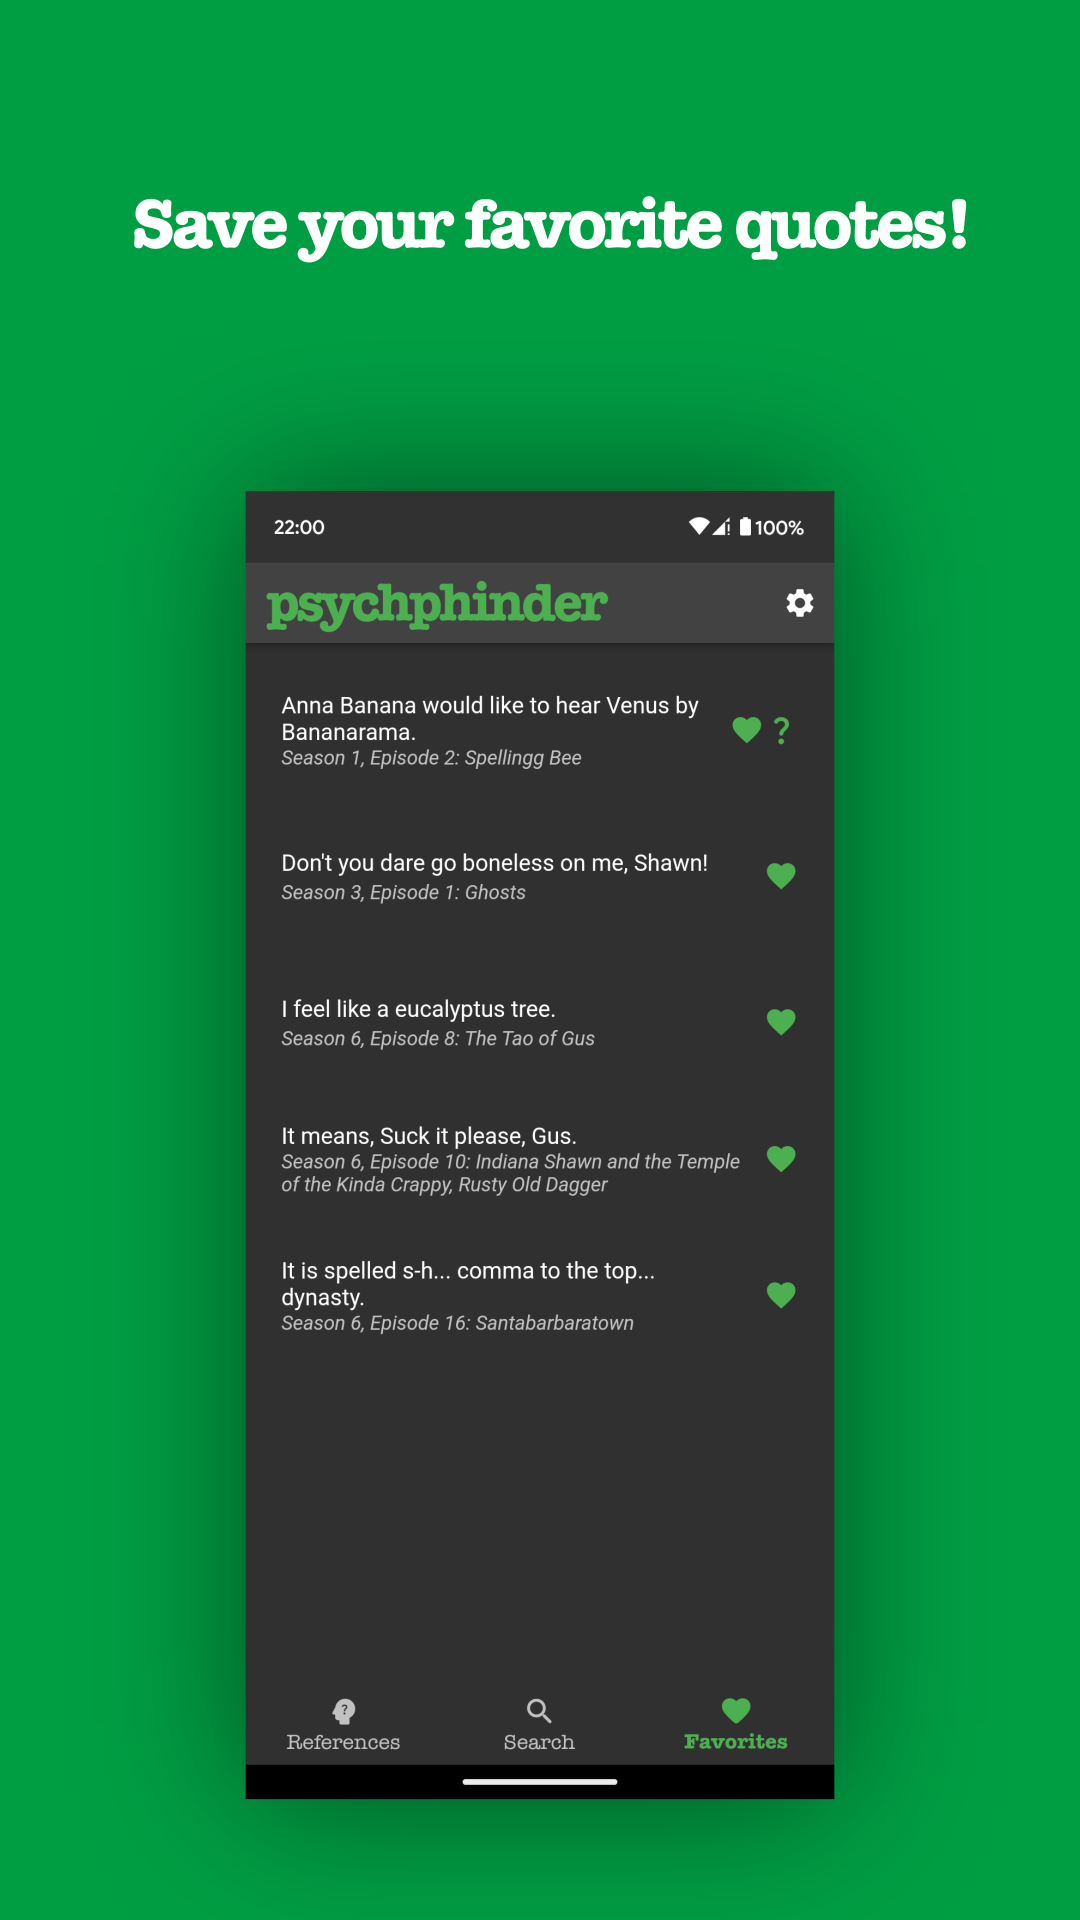 Save your favorite quotes!
22:00
100%
psychphinder
Anna Banana would like to hear Venus by
Bananarama.
Season 1, Episode 2: Spellingg Bee
?
Don't you dare go boneless on me, Shawn!
Season 3, Episode 1: Ghosts
I feel like a eucalyptus tree.
Season 6, Episode 8: The Tao of Gus
It means, Suck it please, Gus.
Season 6, Episode 10: Indiana Shawn and the Temple
of the Kinda Crappy, Rusty Old Dagger
It is spelled s-h... comma to the top...
dynasty.
Season 6, Episode 16: Santabarbaratown
References
Search
Favorites